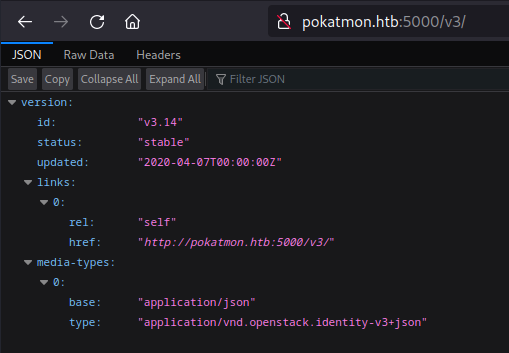 pokatmon.htb:5000/v3/
JSON Raw Data Headers
Save Copy Collapse All Expand All Filter JSON
version:
id: "v3.14"
status: "stable"
updated: "2020-04-07T00:00:00Z"
links:
0:
rel: "self"
href: "http://pokatmon.htb:5000/v3/"
media-types:
0:
base: "application/json"
type: "application/vnd.openstack.identity-v3+json"